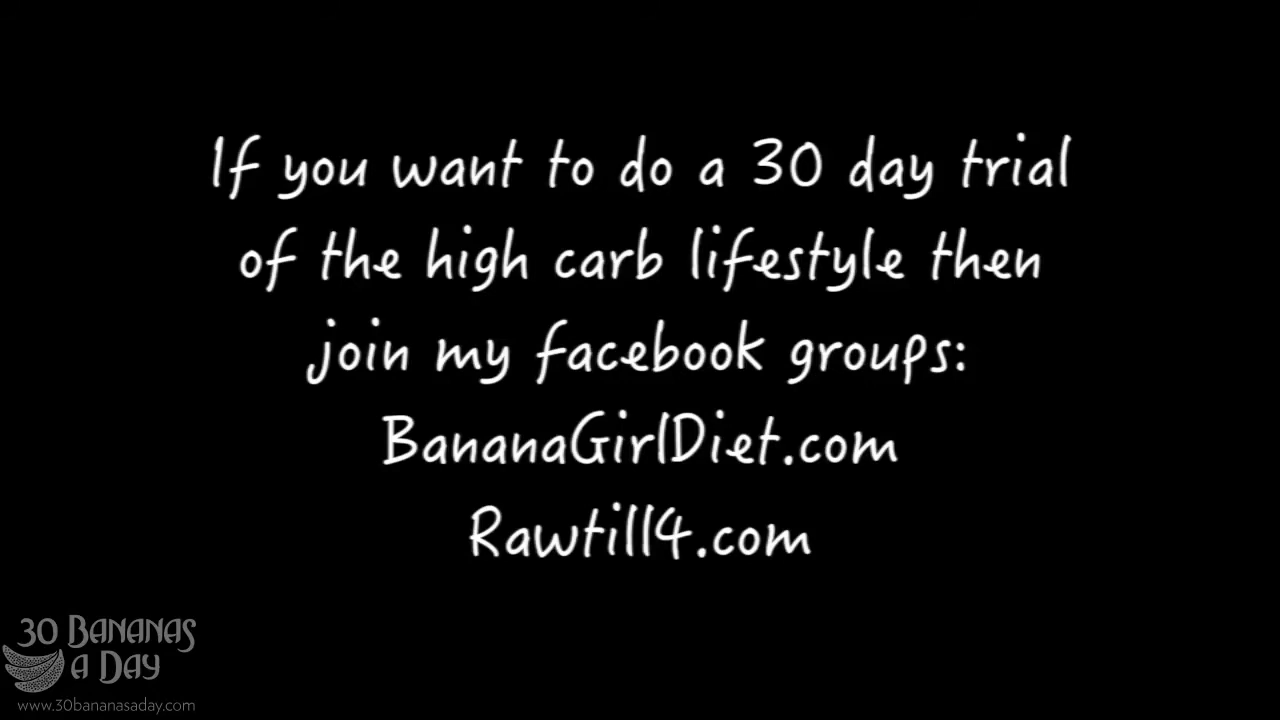 If you want to do a 30 day trial
of the high carb lifestyle then
join my facebook groups:
BananaGirlDiet.com
Rawtill4.com
30 Bananas
a Day
www.30bananasaday.com